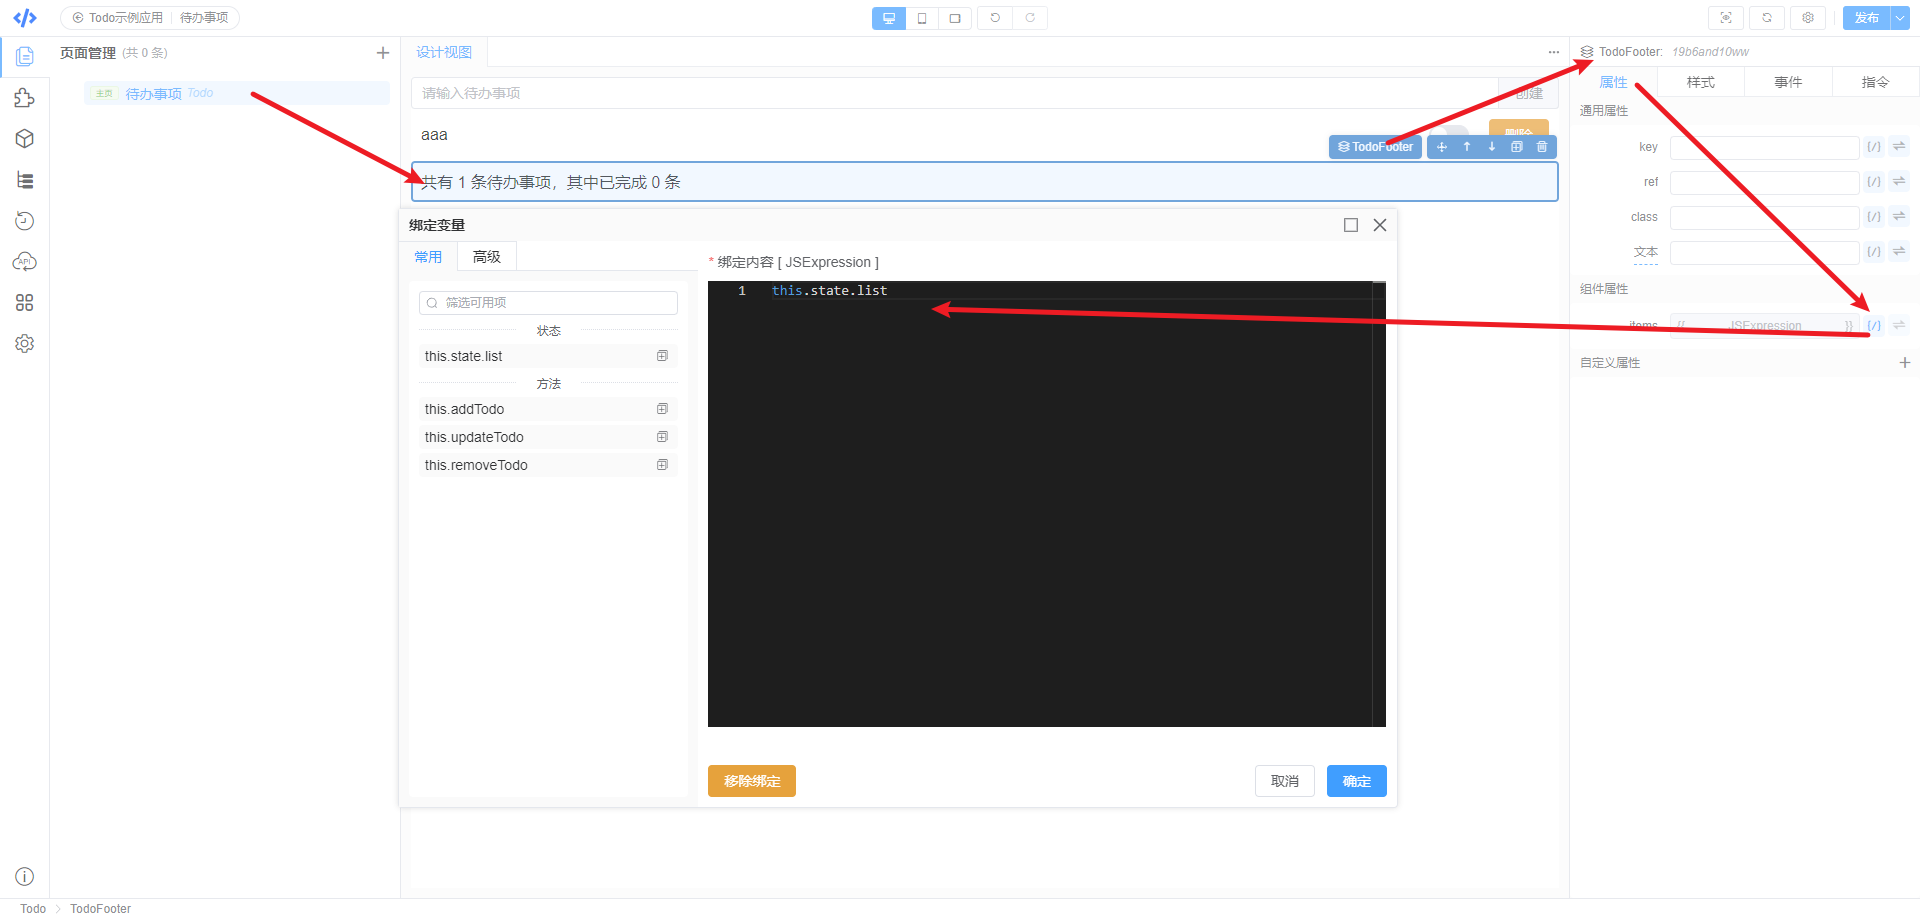 Todo示例应用 待办事项
发布
页面管理 (共 0 条)
主页 待办事项 Todo
设计视图
请输入待办事项
创建
aaa
删除
TodoFooter
共有 1 条待办事项，其中已完成 0 条
绑定变量
常用 高级
筛选可用项
状态
this.state.list
方法
this.addTodo
this.updateTodo
this.removeTodo
* 绑定内容 [ JSExpression ]
1 this.state.list
移除绑定
取消 确定
TodoFooter: 19b6and10ww
属性 样式 事件 指令
通用属性
key {/}
ref {/}
class {/}
文本 {/}
组件属性
items {{ JSExpression }} {/}
自定义属性
API
Todo > TodoFooter